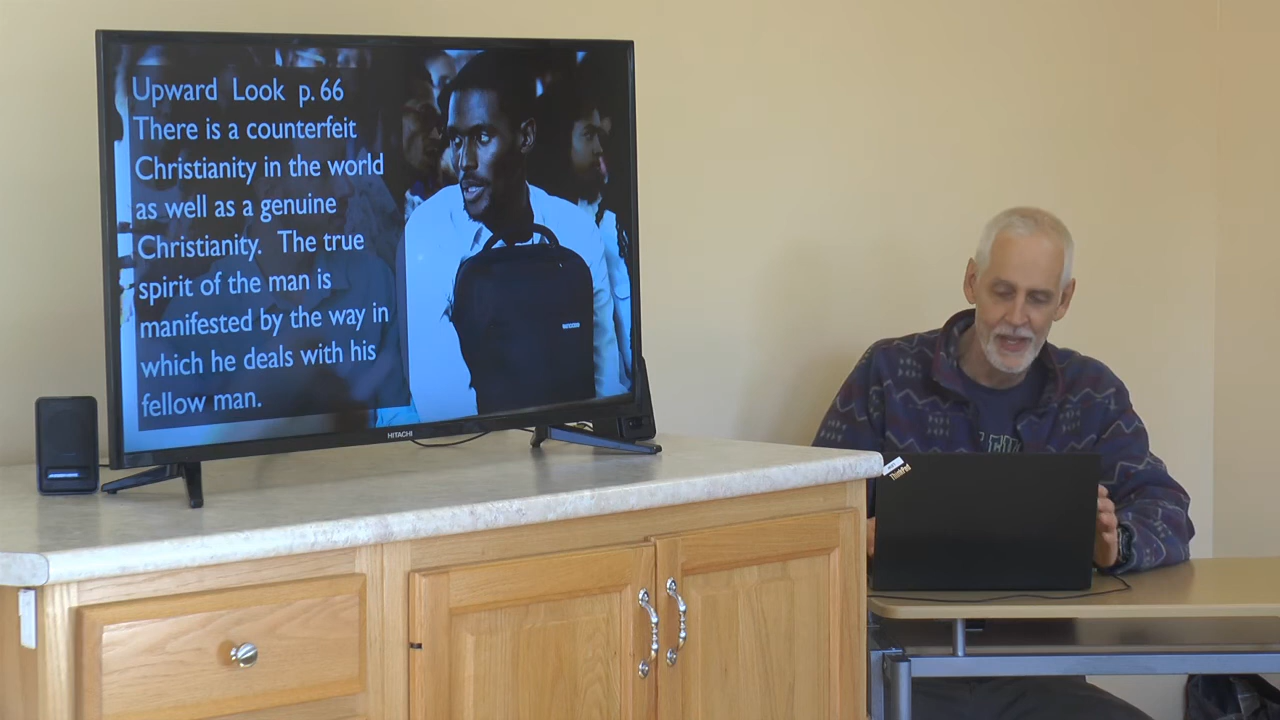 Upward Look p. 66
There is a counterfeit
Christianity in the world
as well as a genuine
Christianity. The true
spirit of the man is
manifested by the way in
which he deals with his
fellow man.
HITACHI
ThinkPad